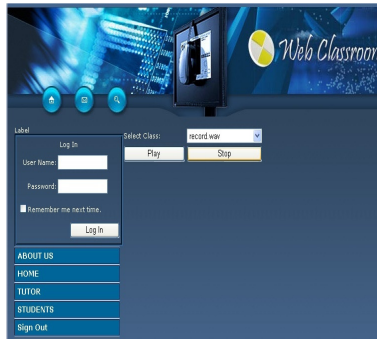 Web Classroom
Label
Log In
User Name:
Password:
Remember me next time.
Log In
Select Class:
record.wav
Play
Stop
ABOUT US
HOME
TUTOR
STUDENTS
Sign Out